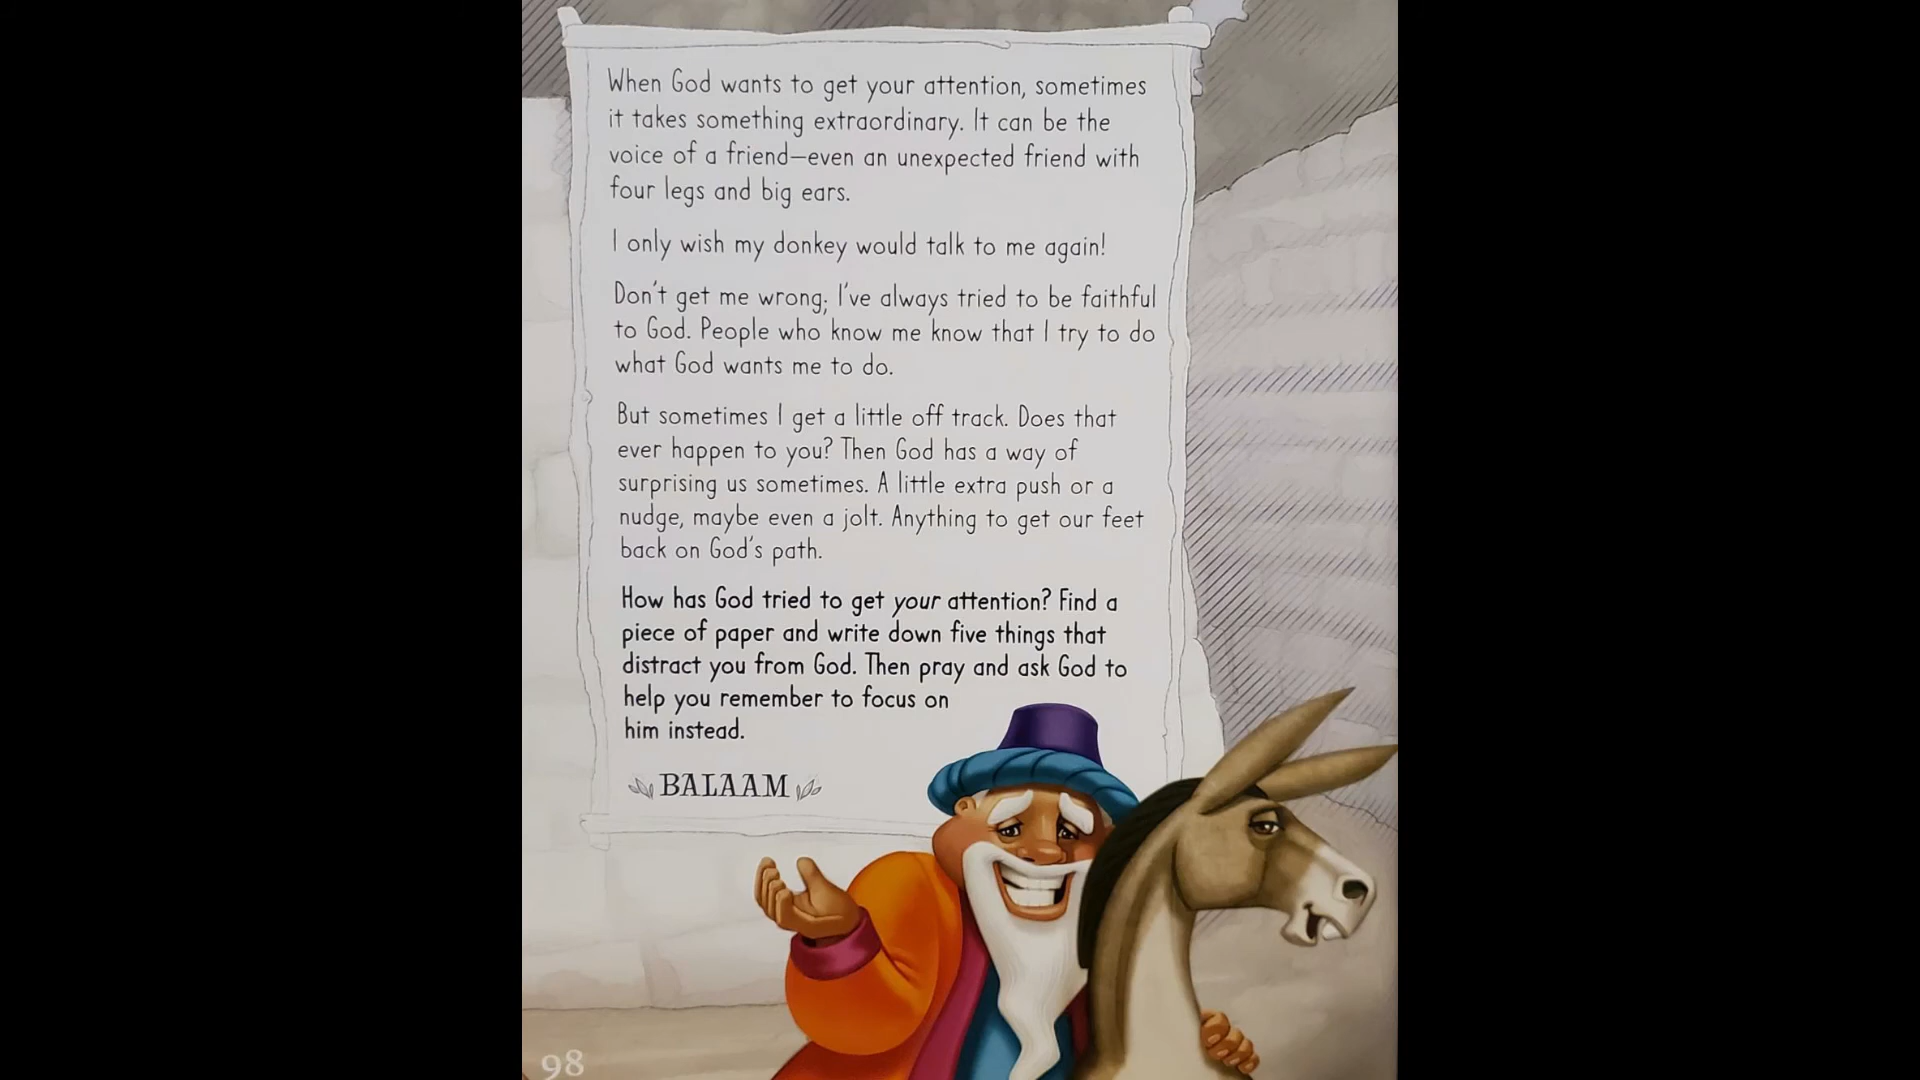 When God wants to get your attention, sometimes
it takes something extraordinary. It can be the
voice of a friend—even an unexpected friend with
four legs and big ears.
I only wish my donkey would talk to me again!
Don't get me wrong; I've always tried to be faithful
to God. People who know me know that I try to do
what God wants me to do.
But sometimes I get a little off track. Does that
ever happen to you? Then God has a way of
surprising us sometimes. A little extra push or a
nudge, maybe even a jolt. Anything to get our feet
back on God's path.
How has God tried to get your attention? Find a
piece of paper and write down five things that
distract you from God. Then pray and ask God to
help you remember to focus on
him instead.
BALAAM
98